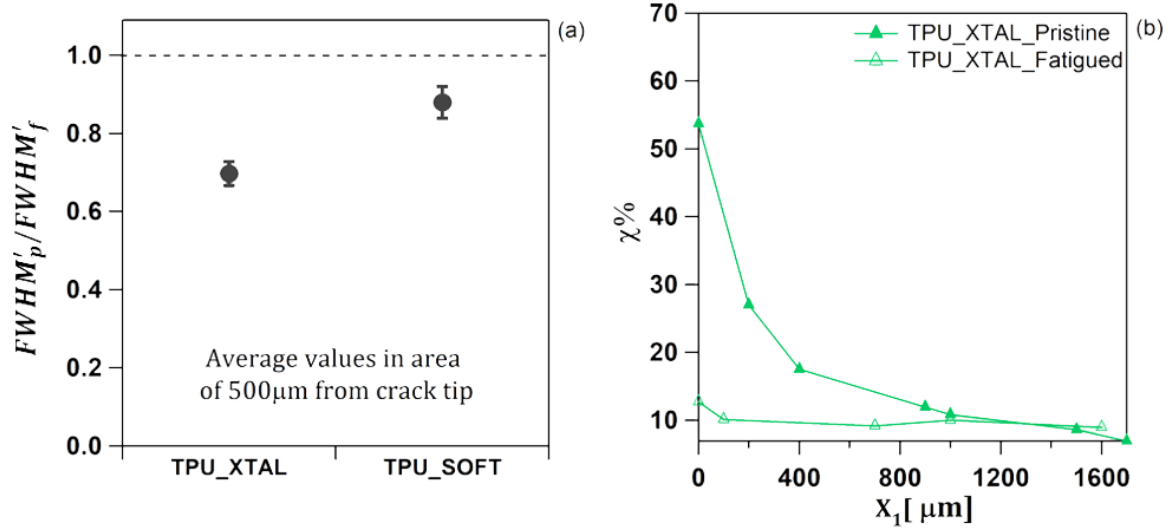 (a)
1.0
0.8
0.6
0.4
0.2
0.0
FWHM'p/FWHM'f
Average values in area
of 500μm from crack tip
TPU_XTAL
TPU_SOFT
(b)
TPU_XTAL_Pristine
TPU_XTAL_Fatigued
70
60
50
40
30
20
10
χ%
0
400
800
1200
1600
X₁[ μm]